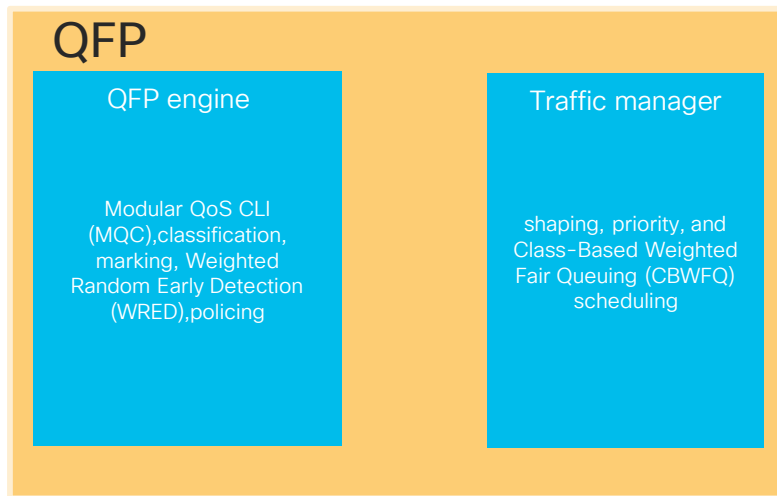 QFP
QFP engine
Modular QoS CLI
(MQC),classification,
marking, Weighted
Random Early Detection
(WRED),policing
Traffic manager
shaping, priority, and
Class-Based Weighted
Fair Queuing (CBWFQ)
scheduling